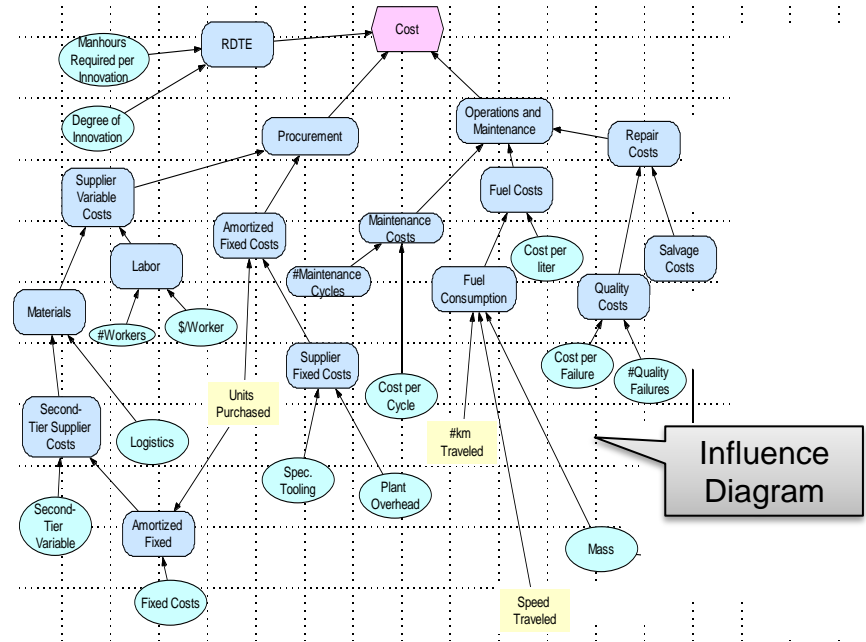 Cost
RDTE
Manhours
Required per
Innovation
Degree of
Innovation
Procurement
Operations and
Maintenance
Repair
Costs
Supplier
Variable
Costs
Fuel Costs
Amortized
Fixed Costs
Maintenance
Costs
Cost per
liter
Salvage
Costs
Labor
#Maintenance
Cycles
Fuel
Consumption
Quality
Costs
Materials
#Workers
$/Worker
Supplier
Fixed Costs
Cost per
Failure
#Quality
Failures
Units
Purchased
Cost per
Cycle
Second-
Tier Supplier
Costs
Logistics
#km
Traveled
Influence
Diagram
Spec.
Tooling
Plant
Overhead
Second-
Tier
Variable
Amortized
Fixed
Mass
Fixed Costs
Speed
Traveled